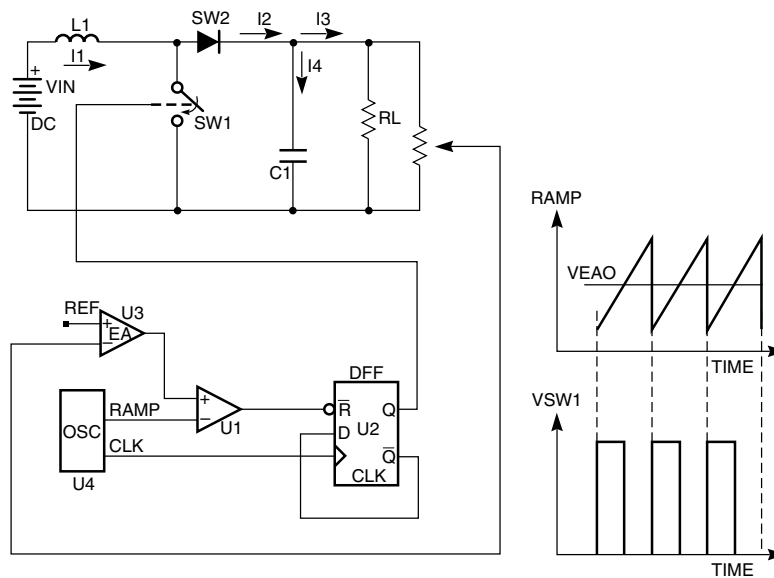 L1
SW2
I2
I3
I1
I4
+
VIN
DC
SW1
RL
C1
RAMP
VEAO
TIME
REF
U3
+
EA
−
DFF
RAMP
+
−
U1
R
Q
D
U2
OSC
CLK
Q
CLK
U4
VSW1
TIME